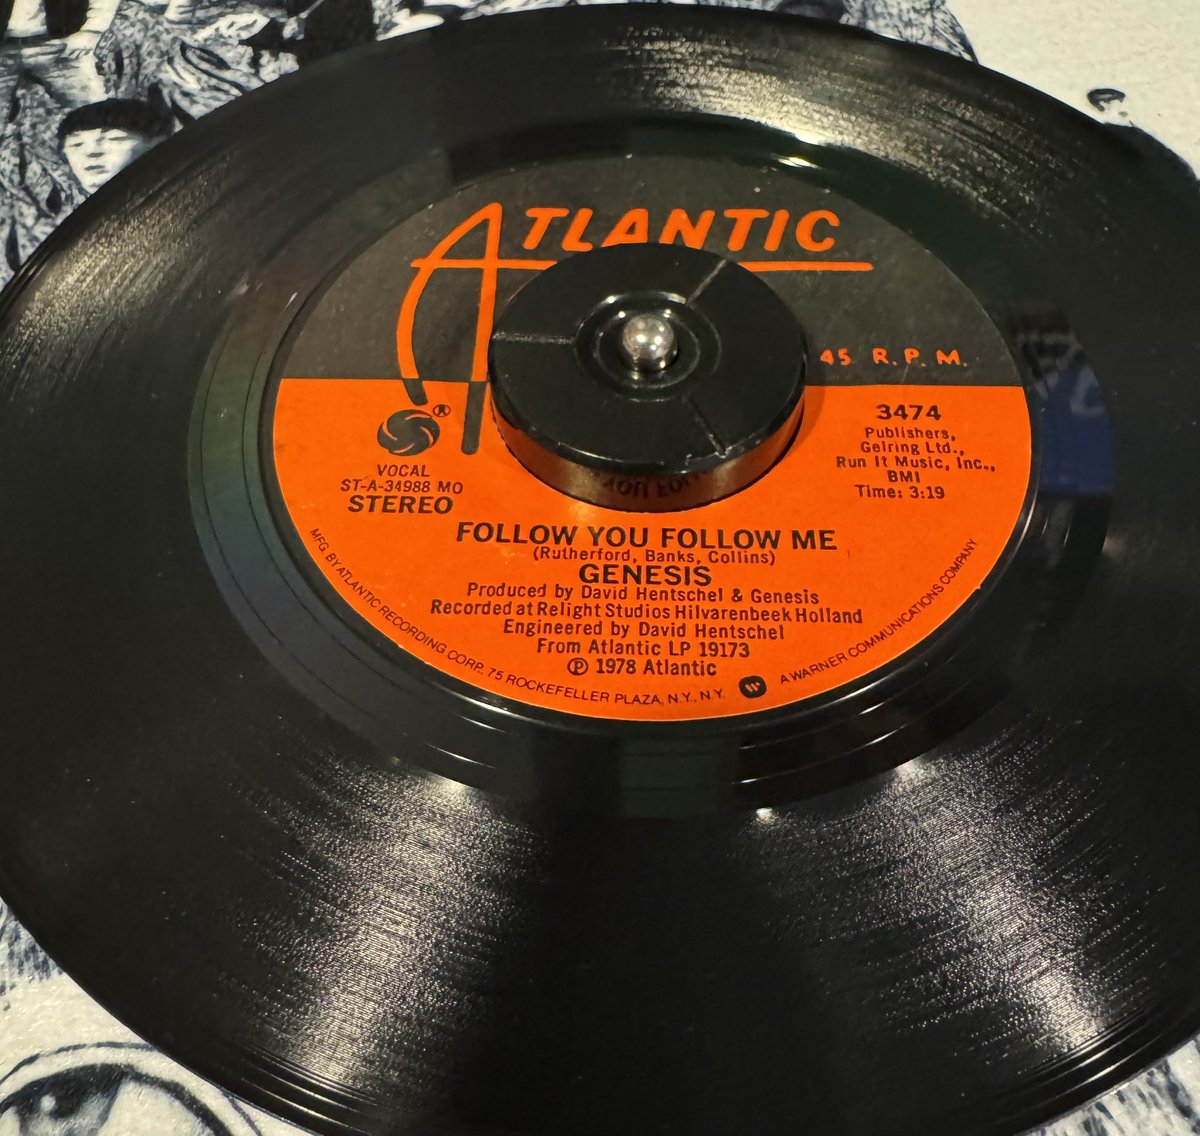 ATLANTIC
45 R.P.M.
®
VOCAL
ST-A-34988 MO
STEREO
3474
Publishers,
Gelring Ltd.,
Run It Music, Inc.,
BMI
Time: 3:19
FOLLOW YOU FOLLOW ME
(Rutherford, Banks, Collins)
GENESIS
Produced by David Hentschel & Genesis
Recorded at Relight Studios Hilvarenbeek Holland
Engineered by David Hentschel
From Atlantic LP 19173
℗ 1978 Atlantic
MFG. BY ATLANTIC RECORDING CORP., 75 ROCKEFELLER PLAZA, N.Y., N.Y. A WARNER COMMUNICATIONS COMPANY